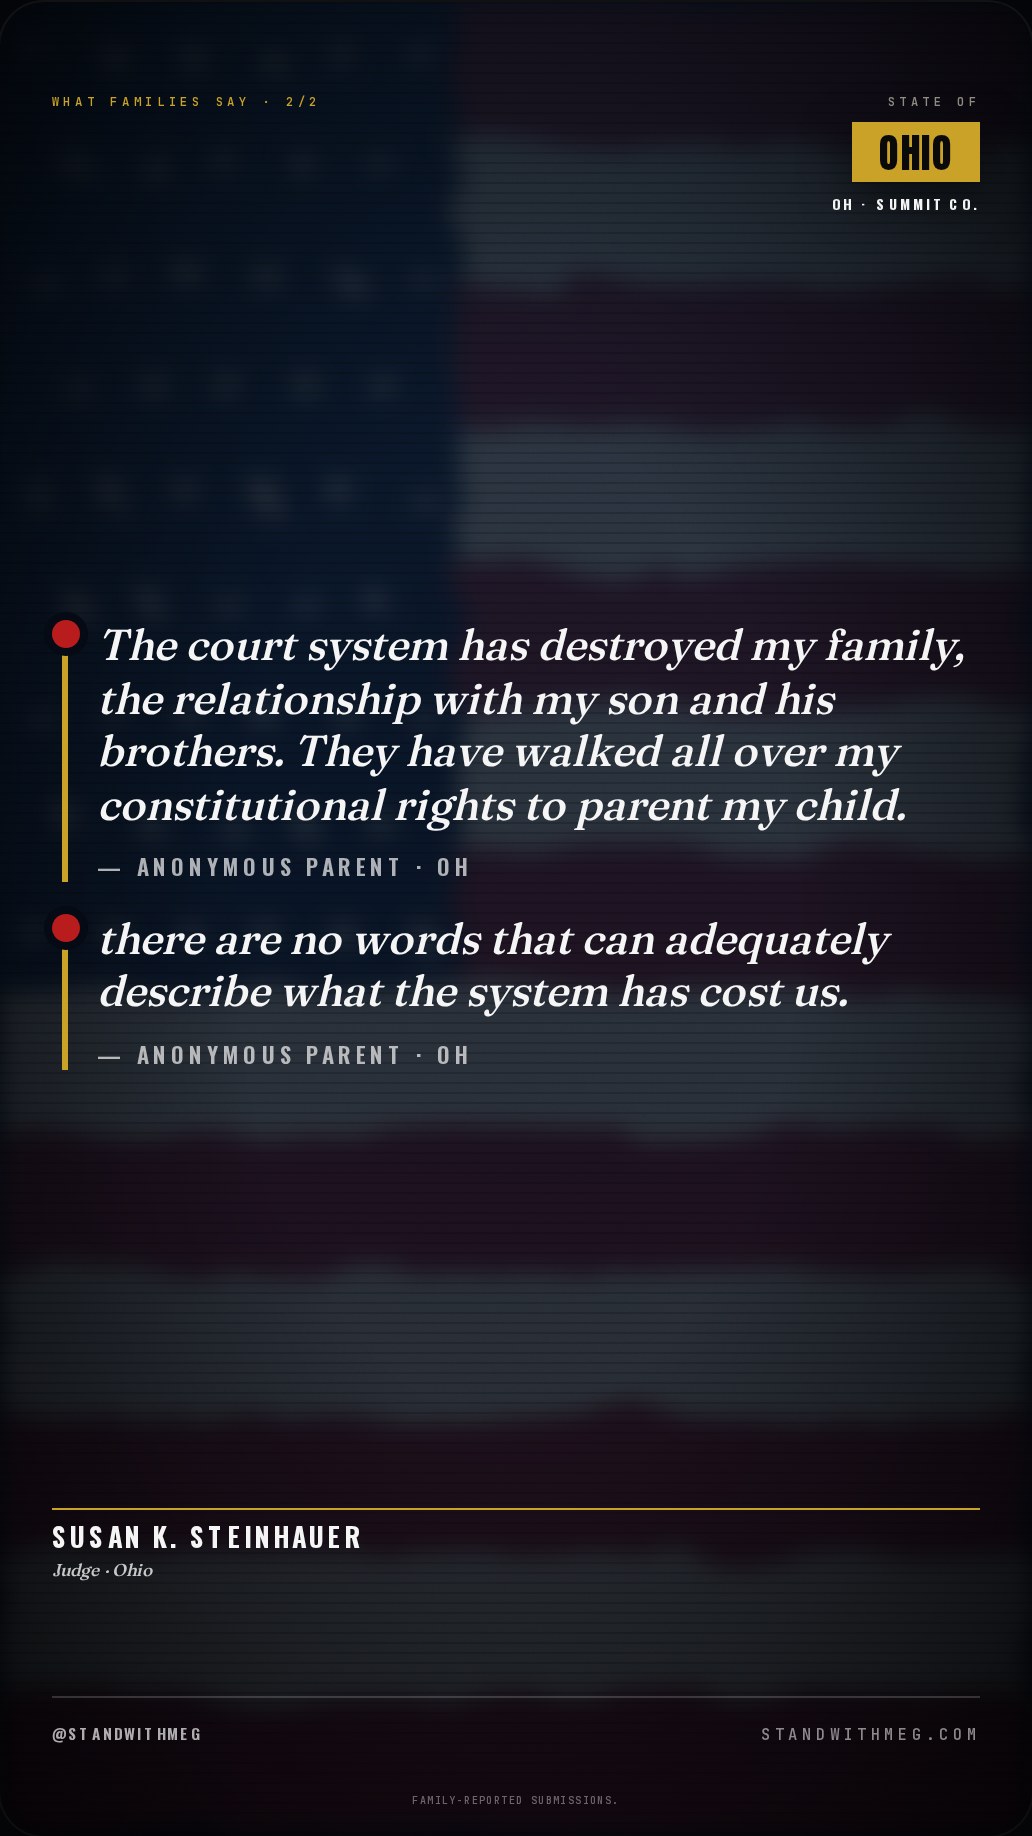 WHAT FAMILIES SAY · 2/2
STATE OF
OHIO
OH · SUMMIT CO.
The court system has destroyed my family,
the relationship with my son and his
brothers. They have walked all over my
constitutional rights to parent my child.
— ANONYMOUS PARENT · OH
there are no words that can adequately
describe what the system has cost us.
— ANONYMOUS PARENT · OH
SUSAN K. STEINHAUER
Judge · Ohio
@STANDWITHMEG
STANDWITHMEG.COM
FAMILY-REPORTED SUBMISSIONS.